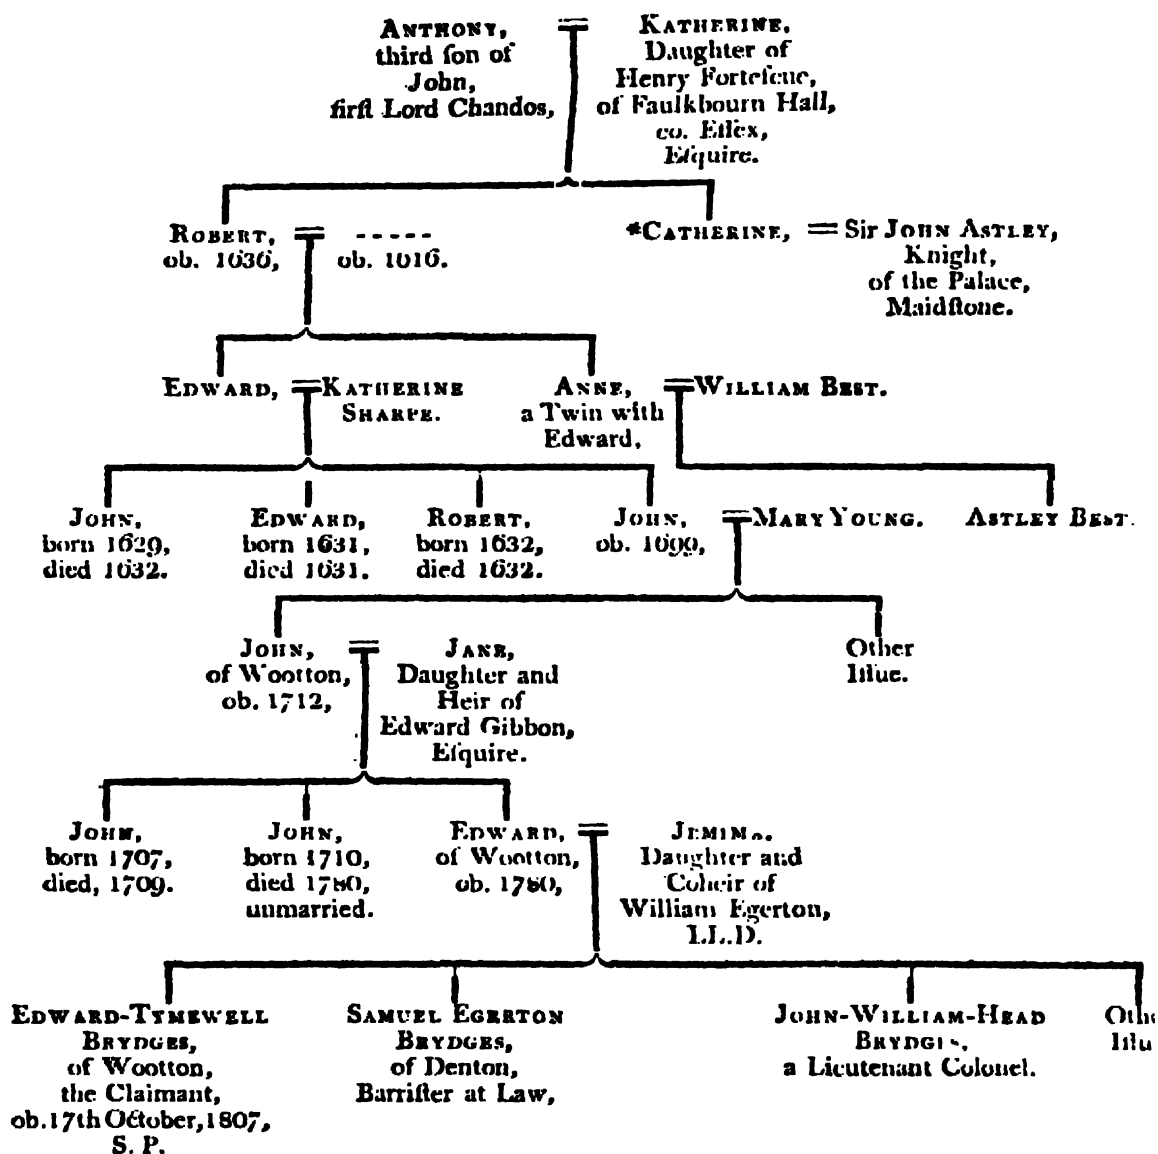 ANTHONY,
third ſon of
John,
firſt Lord Chandos,
KATHERINE,
Daughter of
Henry Forteſcue,
of Faulkbourn Hall,
co. Eſſex,
Eſquire.
ROBERT,
ob. 1636,
- - - - -
ob. 1616.
*CATHERINE,
Sir JOHN ASTLEY,
Knight,
of the Palace,
Maidſtone.
EDWARD,
KATHERINE
SHARPE.
ANNE,
a Twin with
Edward.
WILLIAM BEST.
JOHN,
born 1629,
died 1632.
EDWARD,
born 1631,
died 1631.
ROBERT,
born 1632,
died 1632.
JOHN,
ob. 1699,
MARY YOUNG.
ASTLEY BEST.
JOHN,
of Wootton,
ob. 1712,
JANE,
Daughter and
Heir of
Edward Gibbon,
Eſquire.
Other
Iſſue.
JOHN,
born 1707,
died, 1709.
JOHN,
born 1710,
died 1780,
unmarried.
EDWARD,
of Wootton,
ob. 1780,
JEMIMA,
Daughter and
Coheir of
William Egerton,
LL.D.
EDWARD-TYMEWELL
BRYDGES,
of Wootton,
the Claimant,
ob. 17th October, 1807,
S. P.
SAMUEL EGERTON
BRYDGES,
of Denton,
Barriſter at Law,
JOHN-WILLIAM-HEAD
BRYDGES,
a Lieutenant Colonel.
Othe
Iſſu